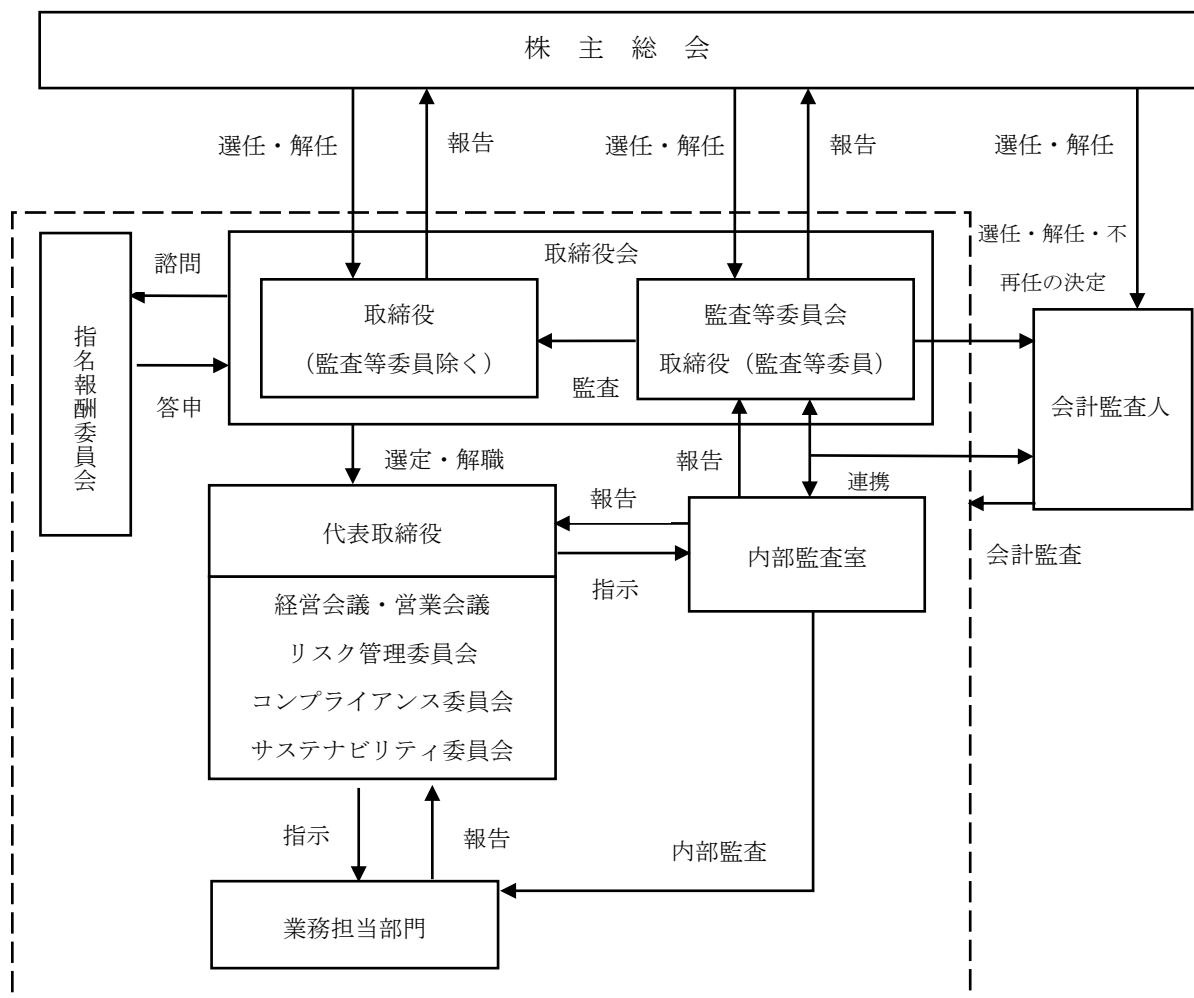 株 主 総 会
選任・解任
報告
選任・解任
報告
選任・解任
選任・解任・不
再任の決定
取締役会
諮問
答申
指名報酬委員会
取締役
(監査等委員除く)
監査等委員会
取締役（監査等委員）
監査
会計監査人
選定・解職
報告
連携
報告
代表取締役
指示
内部監査室
会計監査
経営会議・営業会議
リスク管理委員会
コンプライアンス委員会
サステナビリティ委員会
指示
報告
内部監査
業務担当部門